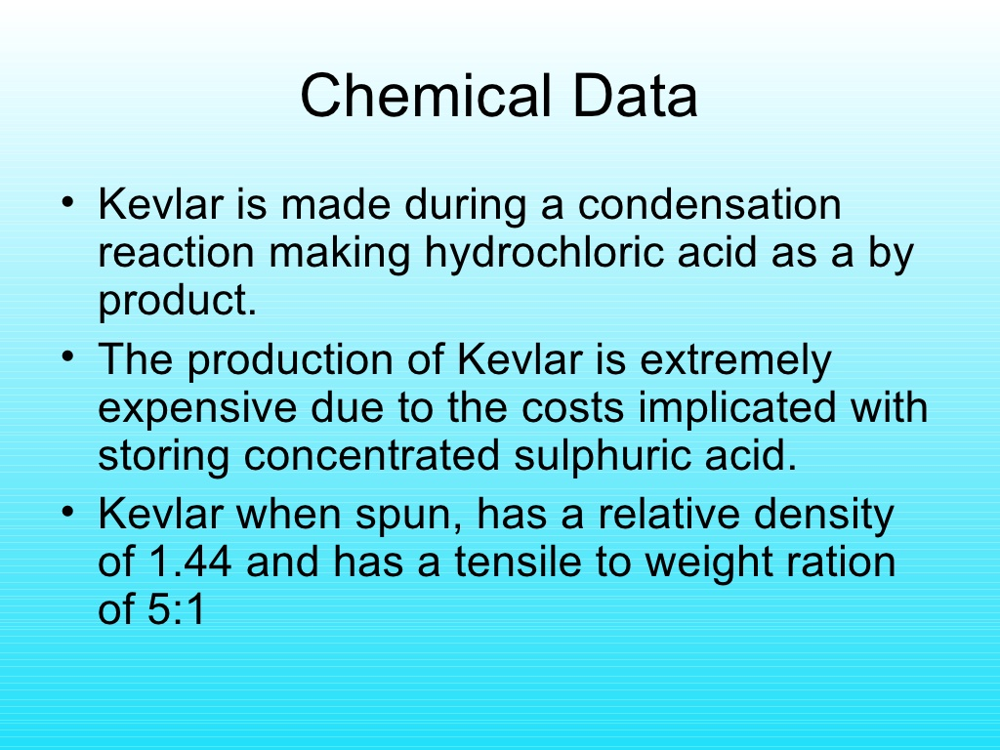 Chemical Data
• Kevlar is made during a condensation
reaction making hydrochloric acid as a by
product.
• The production of Kevlar is extremely
expensive due to the costs implicated with
storing concentrated sulphuric acid.
• Kevlar when spun, has a relative density
of 1.44 and has a tensile to weight ration
of 5:1